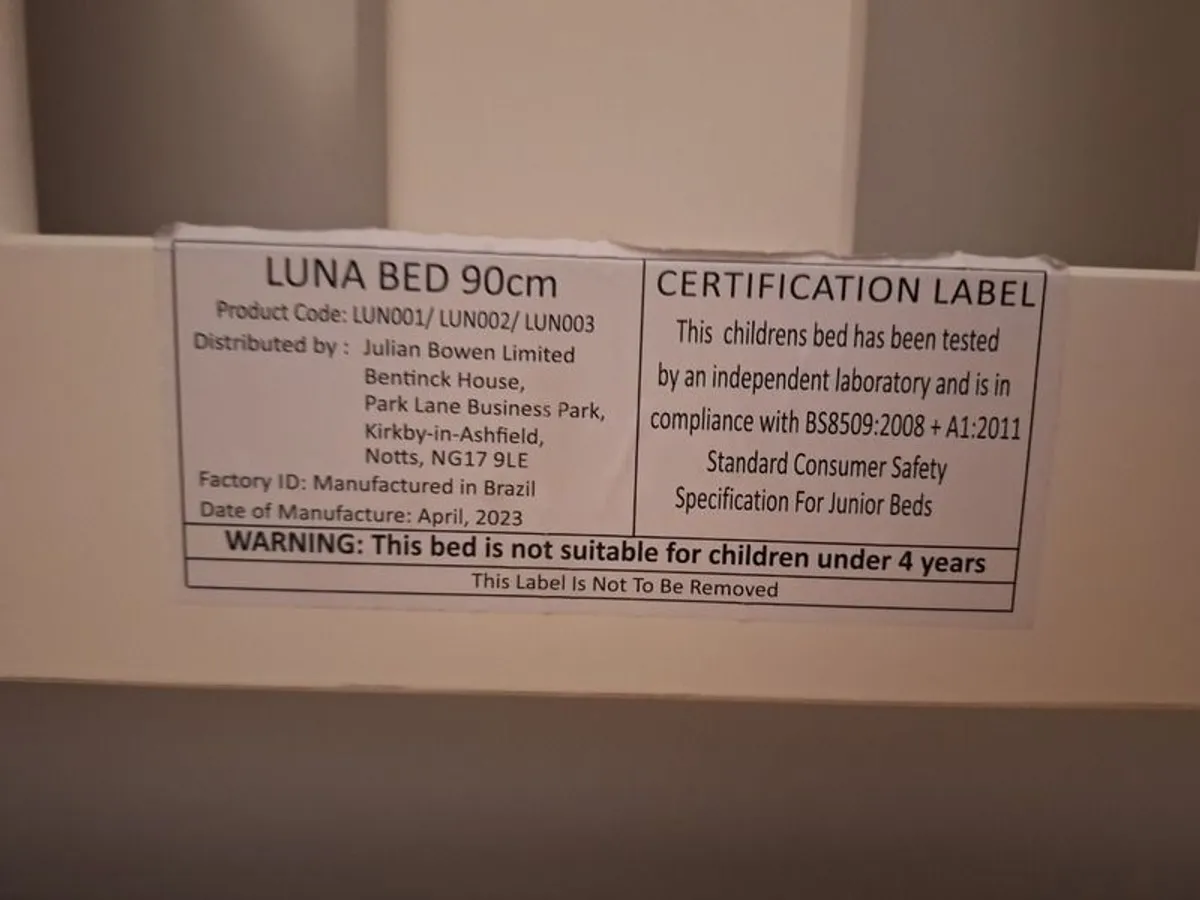 LUNA BED 90cm
Product Code: LUN001/ LUN002/ LUN003
Distributed by : Julian Bowen Limited
Bentinck House,
Park Lane Business Park,
Kirkby-in-Ashfield,
Notts, NG17 9LE
Factory ID: Manufactured in Brazil
Date of Manufacture: April, 2023
CERTIFICATION LABEL
This childrens bed has been tested
by an independent laboratory and is in
compliance with BS8509:2008 + A1:2011
Standard Consumer Safety
Specification For Junior Beds
WARNING: This bed is not suitable for children under 4 years
This Label Is Not To Be Removed